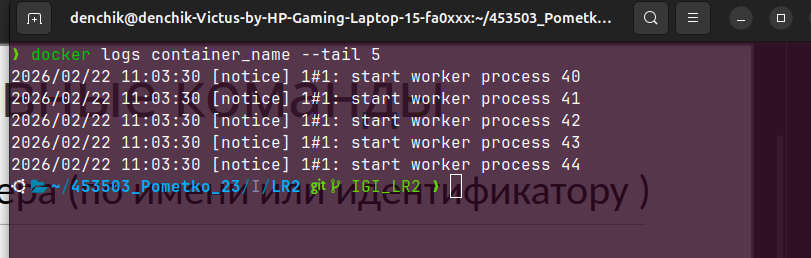 denchik@denchik-Victus-by-HP-Gaming-Laptop-15-fa0xxx:~/453503_Pometk…
❯ docker logs container_name --tail 5
2026/02/22 11:03:30 [notice] 1#1: start worker process 40
2026/02/22 11:03:30 [notice] 1#1: start worker process 41
2026/02/22 11:03:30 [notice] 1#1: start worker process 42
2026/02/22 11:03:30 [notice] 1#1: start worker process 43
2026/02/22 11:03:30 [notice] 1#1: start worker process 44
~/453503_Pometko_23/I/LR2 git IGI_LR2 ❯
команды
(по имени или идентификатору )